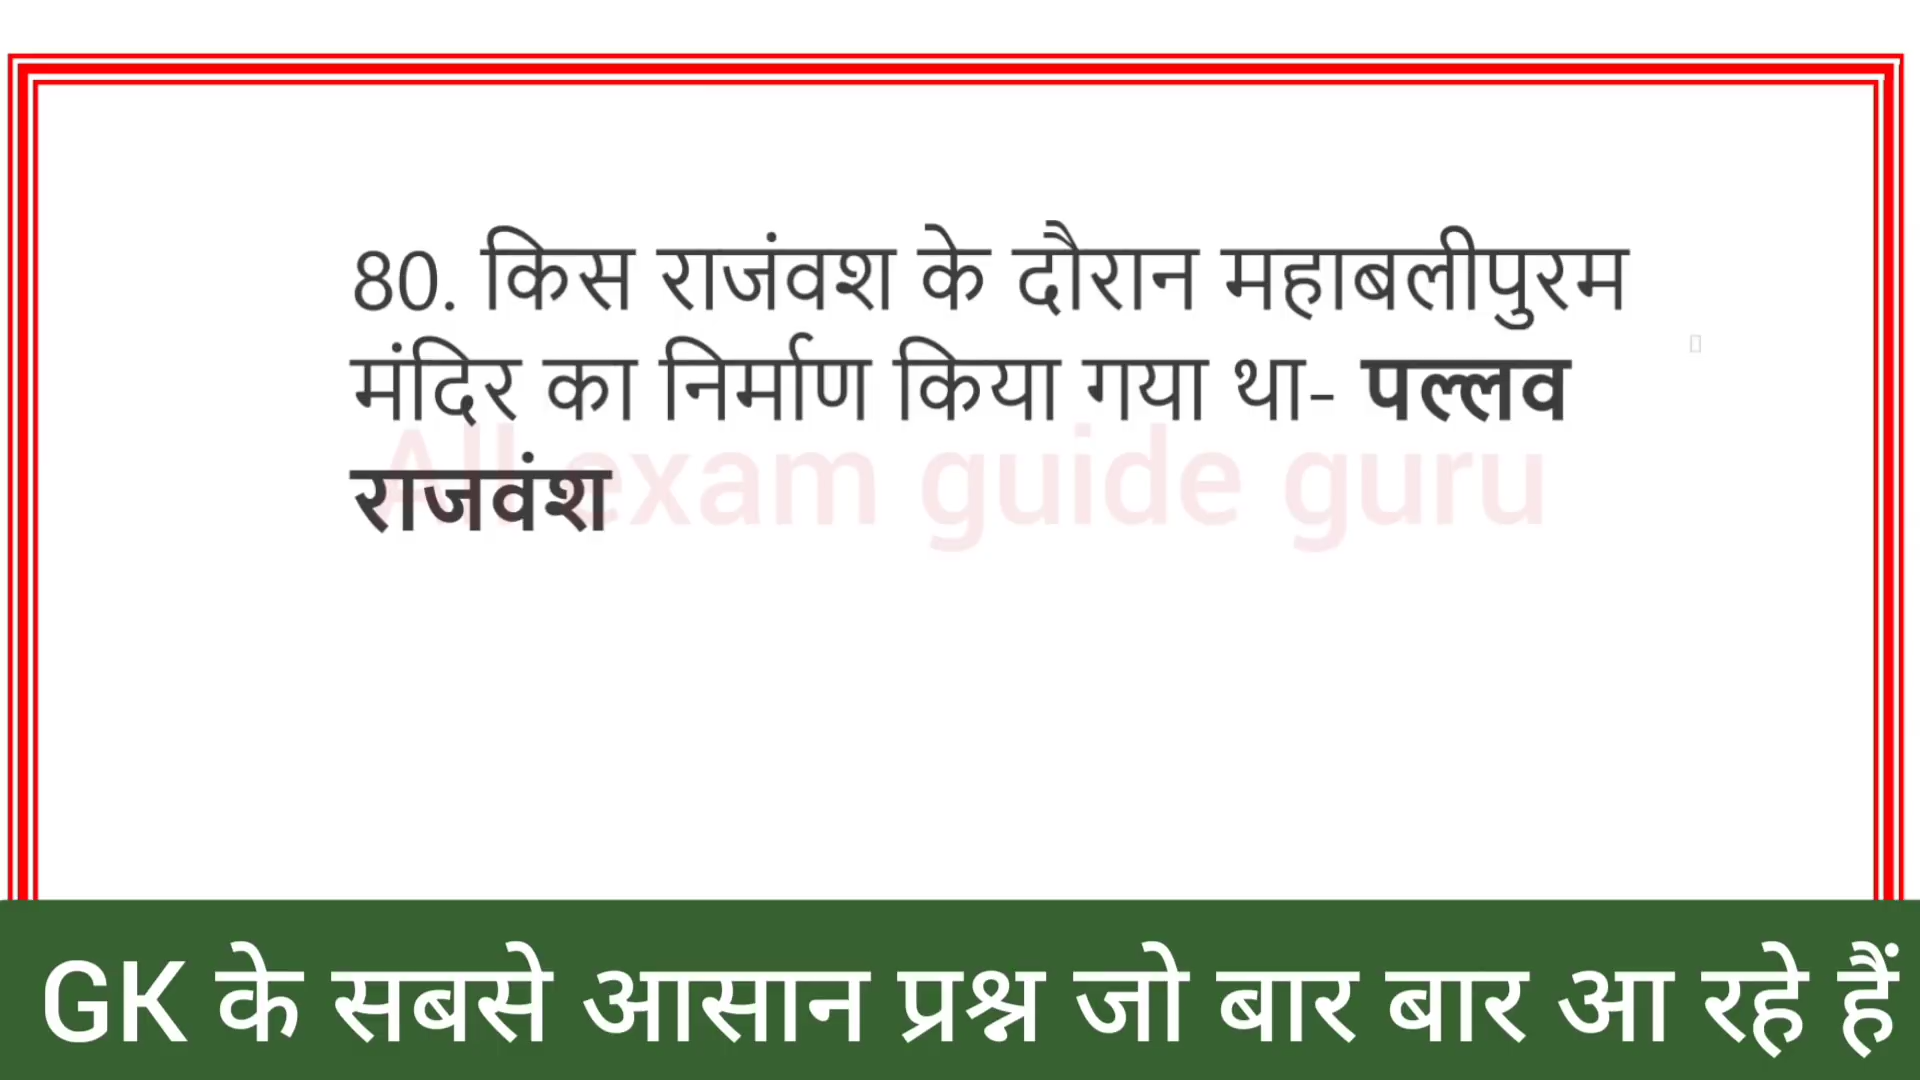 80. किस राजंवश के दौरान महाबलीपुरम
मंदिर का निर्माण किया गया था- पल्लव
राजवंश
All exam guide guru
GK के सबसे आसान प्रश्न जो बार बार आ रहे हैं